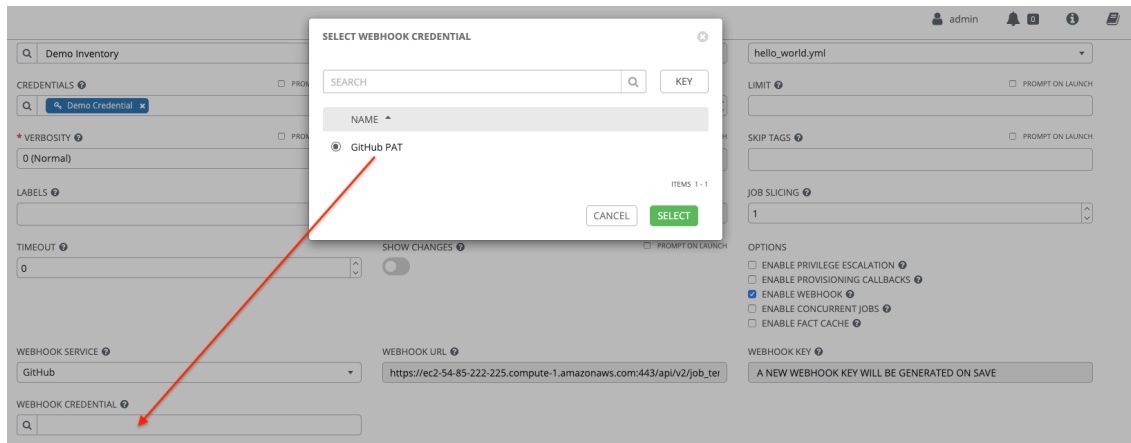 admin 0
SELECT WEBHOOK CREDENTIAL
Demo Inventory
hello_world.yml
SEARCH
KEY
CREDENTIALS
PROM
LIMIT
PROMPT ON LAUNCH
Demo Credential x
NAME
* VERBOSITY
PROM
SKIP TAGS
PROMPT ON LAUNCH
GitHub PAT
0 (Normal)
ITEMS 1 - 1
LABELS
JOB SLICING
CANCEL
SELECT
1
TIMEOUT
SHOW CHANGES
PROMPT ON LAUNCH
OPTIONS
0
ENABLE PRIVILEGE ESCALATION
ENABLE PROVISIONING CALLBACKS
ENABLE WEBHOOK
ENABLE CONCURRENT JOBS
ENABLE FACT CACHE
WEBHOOK SERVICE
WEBHOOK URL
WEBHOOK KEY
GitHub
https://ec2-54-85-222-225.compute-1.amazonaws.com:443/api/v2/job_ter
A NEW WEBHOOK KEY WILL BE GENERATED ON SAVE
WEBHOOK CREDENTIAL